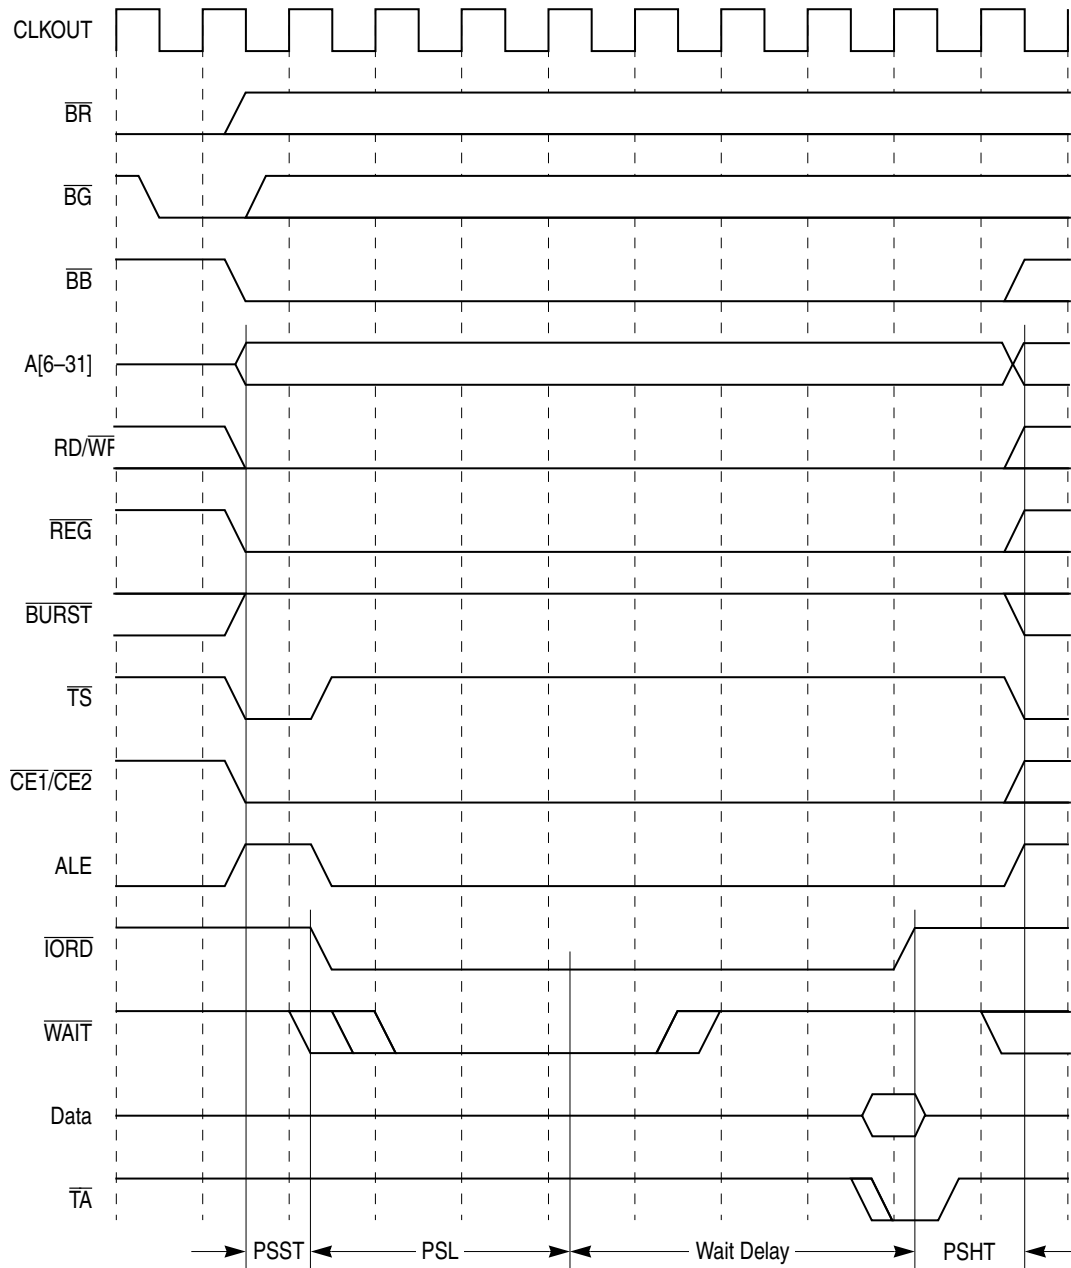 CLKOUT
BR
BG
BB
A[6–31]
RD/WF
REG
BURST
TS
CE1/CE2
ALE
IORD
WAIT
Data
TA
PSST PSL Wait Delay PSHT